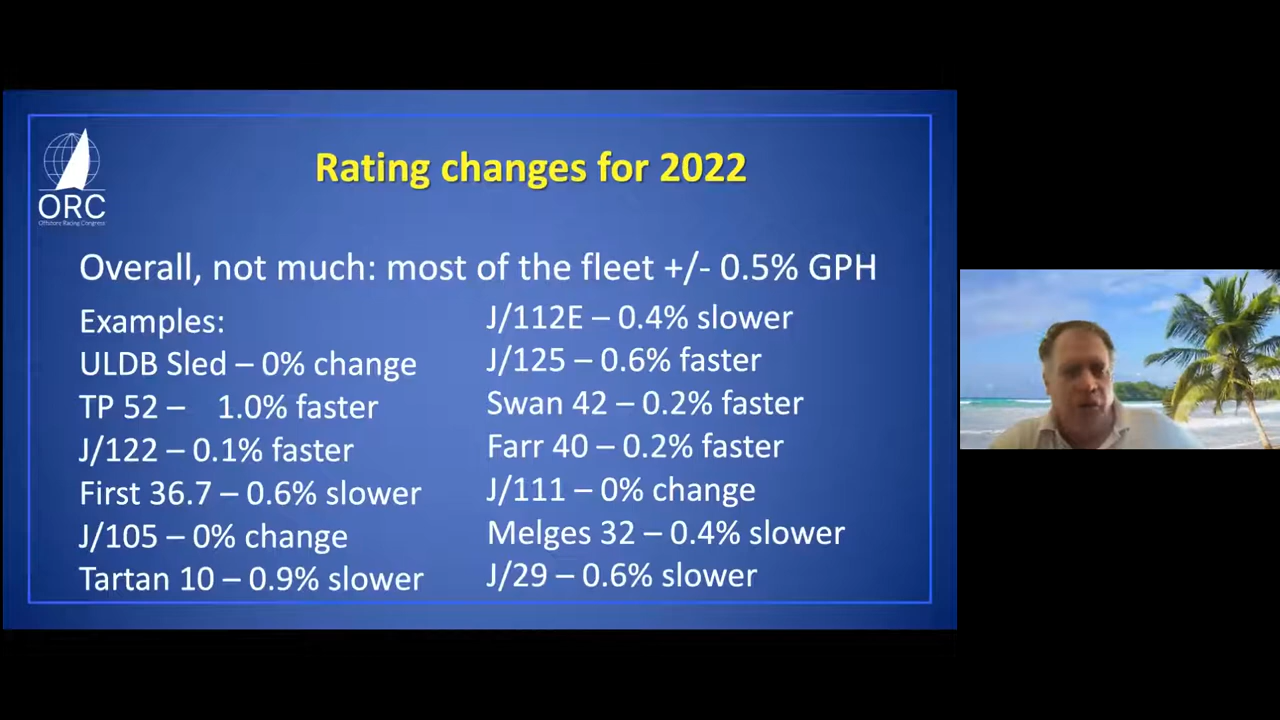 ORC
Offshore Racing Congress
Rating changes for 2022
Overall, not much: most of the fleet +/- 0.5% GPH
Examples:
ULDB Sled – 0% change
TP 52 – 1.0% faster
J/122 – 0.1% faster
First 36.7 – 0.6% slower
J/105 – 0% change
Tartan 10 – 0.9% slower
J/112E – 0.4% slower
J/125 – 0.6% faster
Swan 42 – 0.2% faster
Farr 40 – 0.2% faster
J/111 – 0% change
Melges 32 – 0.4% slower
J/29 – 0.6% slower